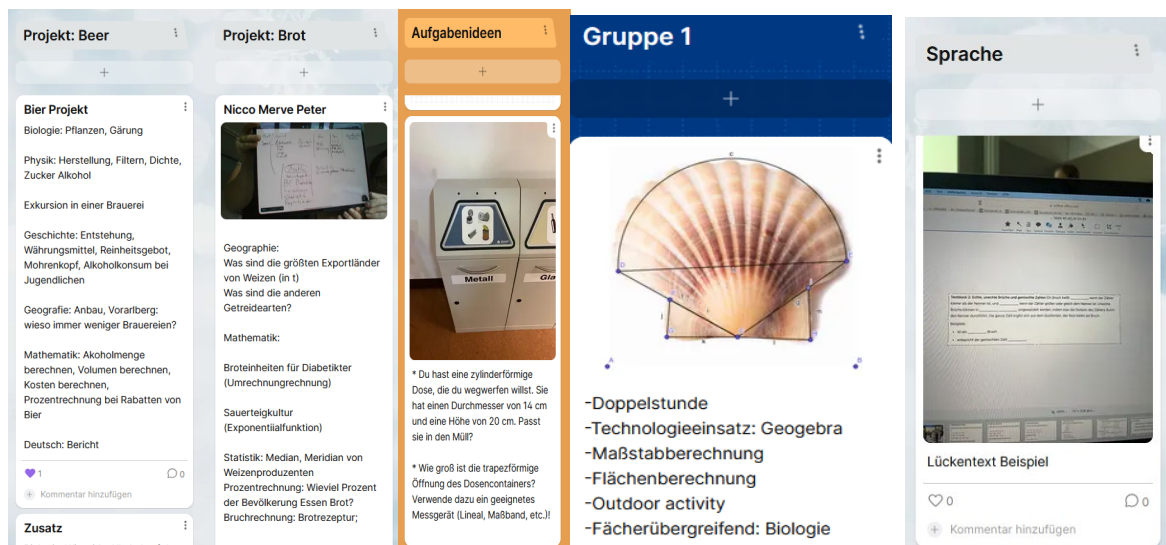 Projekt: Beer
Bier Projekt
Biologie: Pflanzen, Gärung
Physik: Herstellung, Filtern, Dichte,
Zucker Alkohol
Exkursion in einer Brauerei
Geschichte: Entstehung,
Währungsmittel, Reinheitsgebot,
Mohrenkopf, Alkoholkonsum bei
Jugendlichen
Geografie: Anbau, Vorarlberg:
wieso immer weniger Brauereien?
Mathematik: Akoholmenge
berechnen, Volumen berechnen,
Kosten berechnen,
Prozentrechnung bei Rabatten von
Bier
Deutsch: Bericht
1
0
Kommentar hinzufügen
Zusatz
Projekt: Brot
Nicco Merve Peter
Geographie:
Was sind die größten Exportländer
von Weizen (in t)
Was sind die anderen
Getreidearten?
Mathematik:
Broteinheiten für Diabetikter
(Umrechnungrechnung)
Sauerteigkultur
(Exponentiialfunktion)
Statistik: Median, Meridian von
Weizenproduzenten
Prozentrechnung: Wieviel Prozent
der Bevölkerung Essen Brot?
Bruchrechnung: Brotrezeptur;
Aufgabenideen
Metall
Gla
* Du hast eine zylinderförmige
Dose, die du wegwerfen willst. Sie
hat einen Durchmesser von 14 cm
und eine Höhe von 20 cm. Passt
sie in den Müll?
* Wie groß ist die trapezförmige
Öffnung des Dosencontainers?
Verwende dazu ein geeignetes
Messgerät (Lineal, Maßband, etc.)!
Gruppe 1
A
B
-Doppelstunde
-Technologieeinsatz: Geogebra
-Maßstabberechnung
-Flächenberechnung
-Outdoor activity
-Fächerübergreifend: Biologie
Sprache
Lückentext Beispiel
0
0
Kommentar hinzufügen